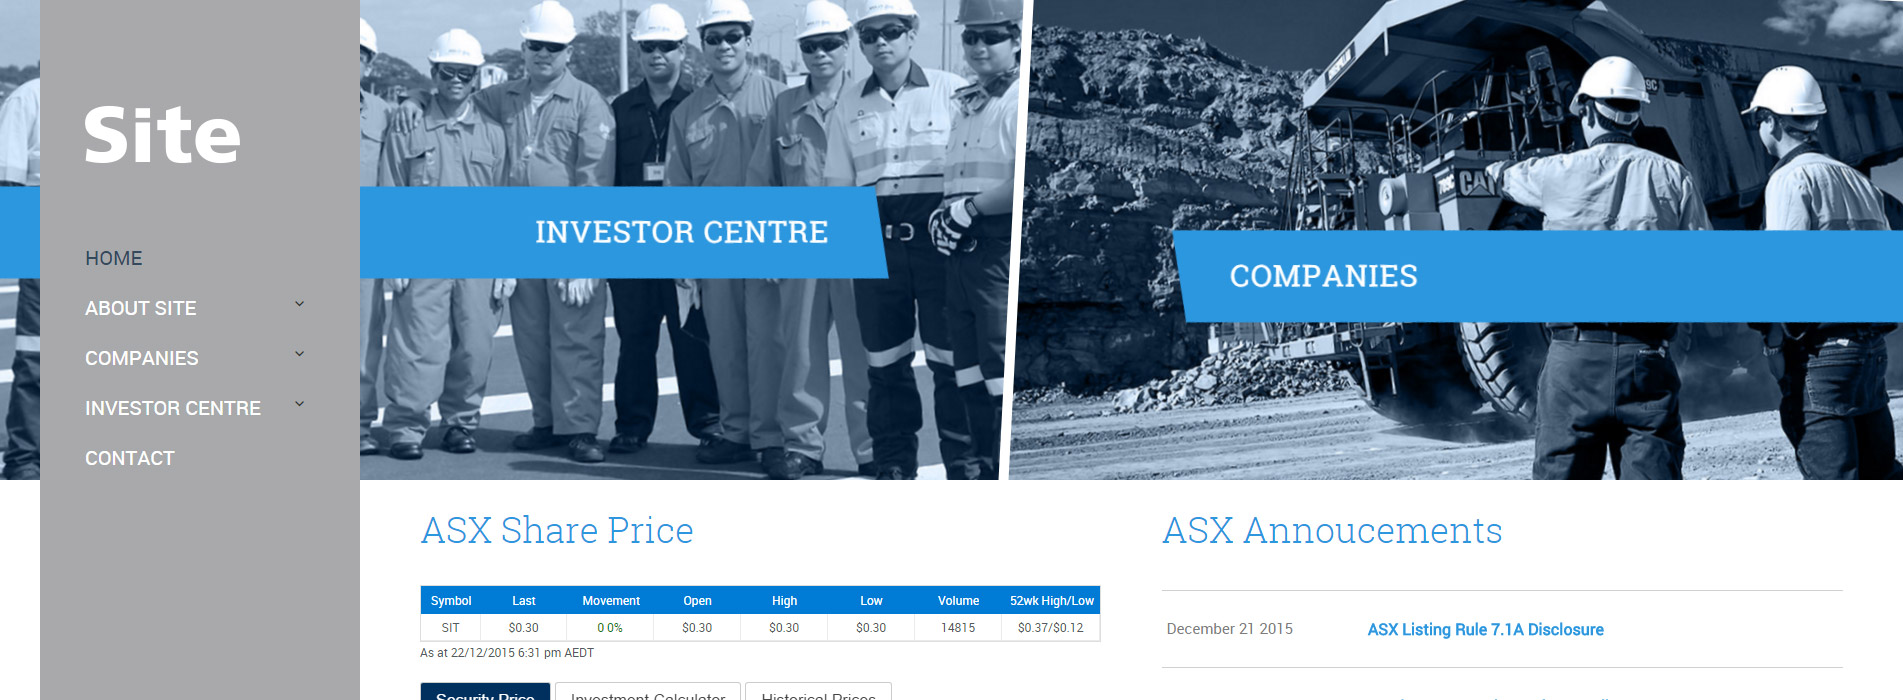 Site
HOME
ABOUT SITE
COMPANIES
INVESTOR CENTRE
CONTACT
INVESTOR CENTRE
COMPANIES
789C
CAT
ASX Share Price
Symbol Last Movement Open High Low Volume 52wk High/Low
SIT $0.30 0 0% $0.30 $0.30 $0.30 14815 $0.37/$0.12
As at 22/12/2015 6:31 pm AEDT
Security Price Investment Calculator Historical Prices
ASX Annoucements
December 21 2015 ASX Listing Rule 7.1A Disclosure